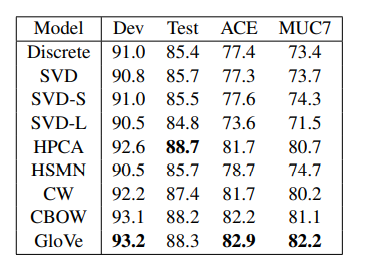 Model Dev Test ACE MUC7
Discrete 91.0 85.4 77.4 73.4
SVD 90.8 85.7 77.3 73.7
SVD-S 91.0 85.5 77.6 74.3
SVD-L 90.5 84.8 73.6 71.5
HPCA 92.6 88.7 81.7 80.7
HSMN 90.5 85.7 78.7 74.7
CW 92.2 87.4 81.7 80.2
CBOW 93.1 88.2 82.2 81.1
GloVe 93.2 88.3 82.9 82.2